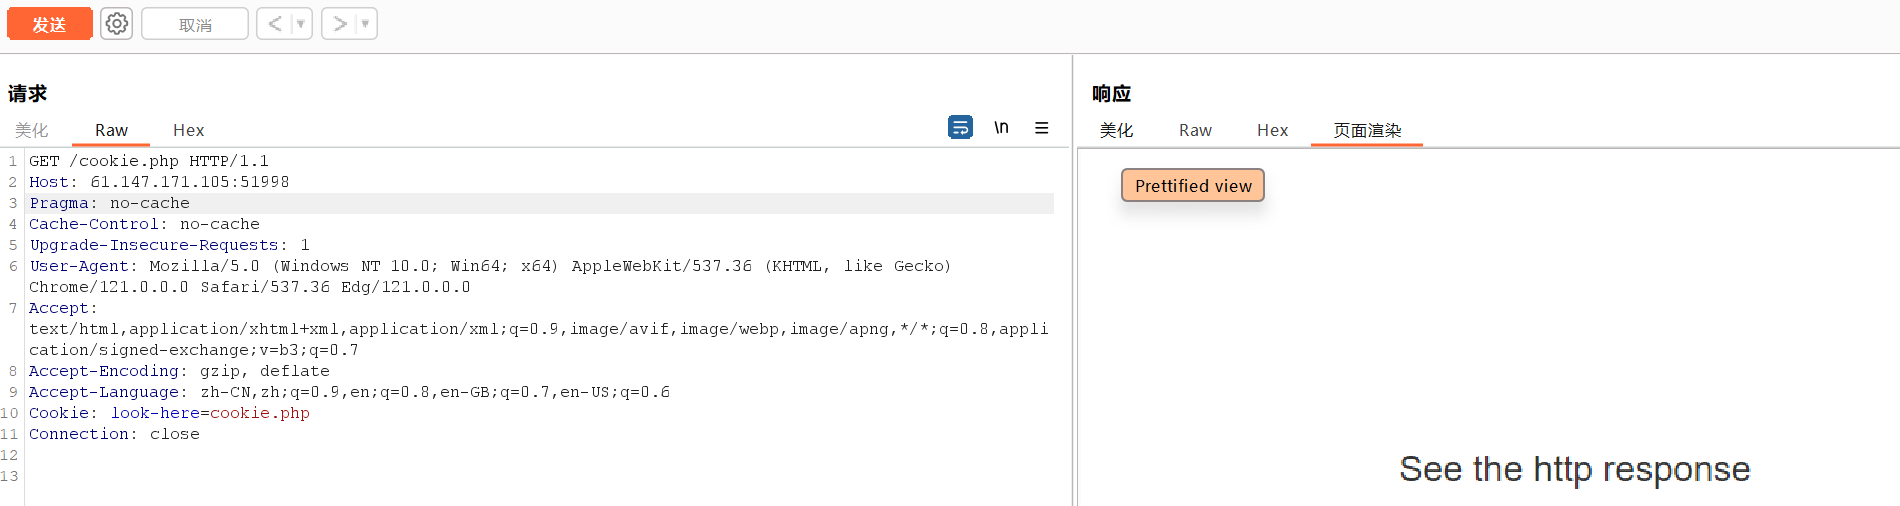 发送
取消
< ▼
> ▼
请求
美化 Raw Hex
\n
1 GET /cookie.php HTTP/1.1
2 Host: 61.147.171.105:51998
3 Pragma: no-cache
4 Cache-Control: no-cache
5 Upgrade-Insecure-Requests: 1
6 User-Agent: Mozilla/5.0 (Windows NT 10.0; Win64; x64) AppleWebKit/537.36 (KHTML, like Gecko)
Chrome/121.0.0.0 Safari/537.36 Edg/121.0.0.0
7 Accept:
text/html,application/xhtml+xml,application/xml;q=0.9,image/avif,image/webp,image/apng,*/*;q=0.8,appli
cation/signed-exchange;v=b3;q=0.7
8 Accept-Encoding: gzip, deflate
9 Accept-Language: zh-CN,zh;q=0.9,en;q=0.8,en-GB;q=0.7,en-US;q=0.6
10 Cookie: look-here=cookie.php
11 Connection: close
12
13
响应
美化 Raw Hex 页面渲染
Prettified view
See the http response